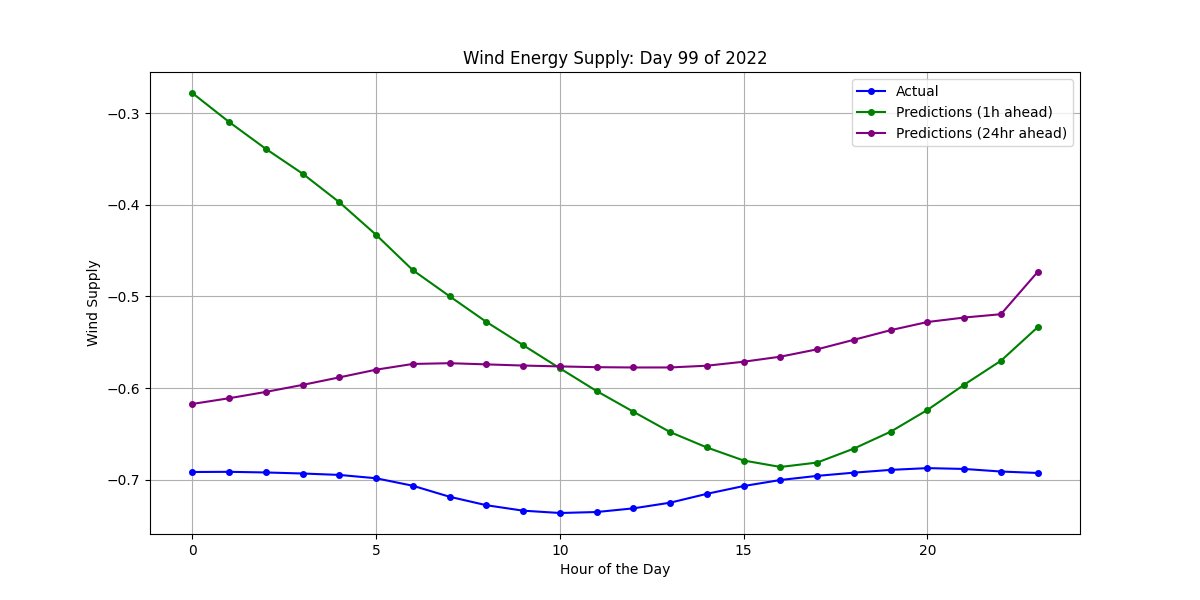 Wind Energy Supply: Day 99 of 2022
Actual
Predictions (1h ahead)
Predictions (24hr ahead)
Wind Supply
−0.3
−0.4
−0.5
−0.6
−0.7
0 5 10 15 20
Hour of the Day